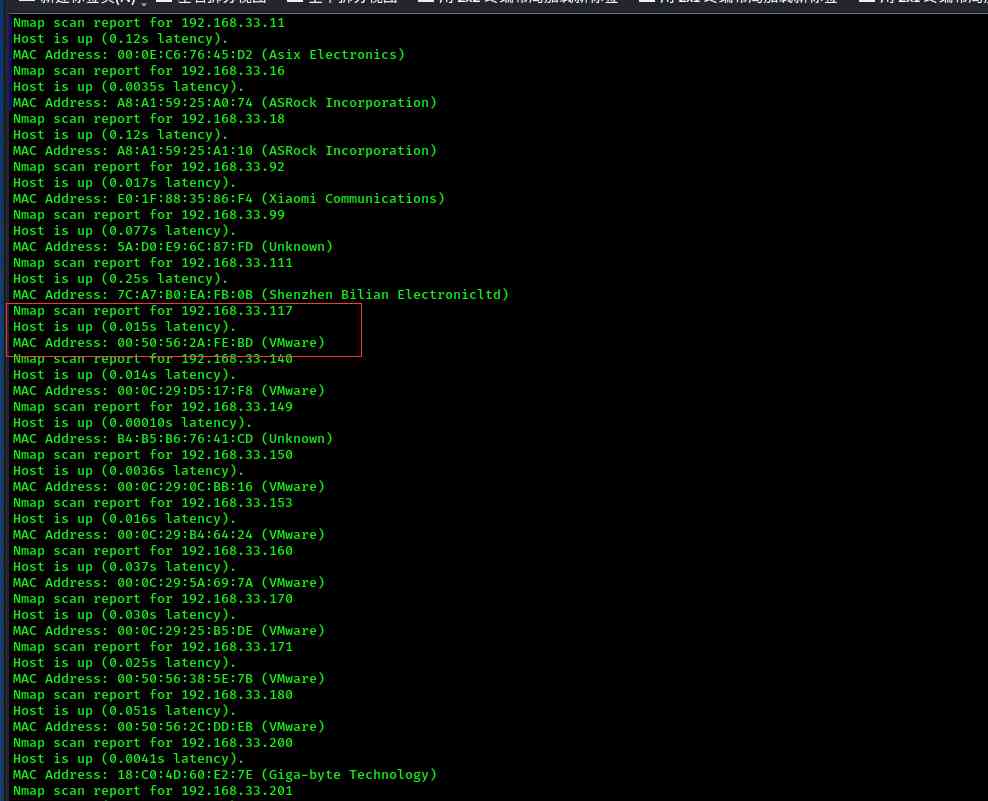 Nmap scan report for 192.168.33.11
Host is up (0.12s latency).
MAC Address: 00:0E:C6:76:45:D2 (Asix Electronics)
Nmap scan report for 192.168.33.16
Host is up (0.0035s latency).
MAC Address: A8:A1:59:25:A0:74 (ASRock Incorporation)
Nmap scan report for 192.168.33.18
Host is up (0.12s latency).
MAC Address: A8:A1:59:25:A1:10 (ASRock Incorporation)
Nmap scan report for 192.168.33.92
Host is up (0.017s latency).
MAC Address: E0:1F:88:35:86:F4 (Xiaomi Communications)
Nmap scan report for 192.168.33.99
Host is up (0.077s latency).
MAC Address: 5A:D0:E9:6C:87:FD (Unknown)
Nmap scan report for 192.168.33.111
Host is up (0.25s latency).
MAC Address: 7C:A7:B0:EA:FB:0B (Shenzhen Bilian Electronicltd)
Nmap scan report for 192.168.33.117
Host is up (0.015s latency).
MAC Address: 00:50:56:2A:FE:BD (VMware)
Nmap scan report for 192.168.33.140
Host is up (0.014s latency).
MAC Address: 00:0C:29:D5:17:F8 (VMware)
Nmap scan report for 192.168.33.149
Host is up (0.00010s latency).
MAC Address: B4:B5:B6:76:41:CD (Unknown)
Nmap scan report for 192.168.33.150
Host is up (0.0036s latency).
MAC Address: 00:0C:29:0C:BB:16 (VMware)
Nmap scan report for 192.168.33.153
Host is up (0.016s latency).
MAC Address: 00:0C:29:B4:64:24 (VMware)
Nmap scan report for 192.168.33.160
Host is up (0.037s latency).
MAC Address: 00:0C:29:5A:69:7A (VMware)
Nmap scan report for 192.168.33.170
Host is up (0.030s latency).
MAC Address: 00:0C:29:25:B5:DE (VMware)
Nmap scan report for 192.168.33.171
Host is up (0.025s latency).
MAC Address: 00:50:56:38:5E:7B (VMware)
Nmap scan report for 192.168.33.180
Host is up (0.051s latency).
MAC Address: 00:50:56:2C:DD:EB (VMware)
Nmap scan report for 192.168.33.200
Host is up (0.0041s latency).
MAC Address: 18:C0:4D:60:E2:7E (Giga-byte Technology)
Nmap scan report for 192.168.33.201